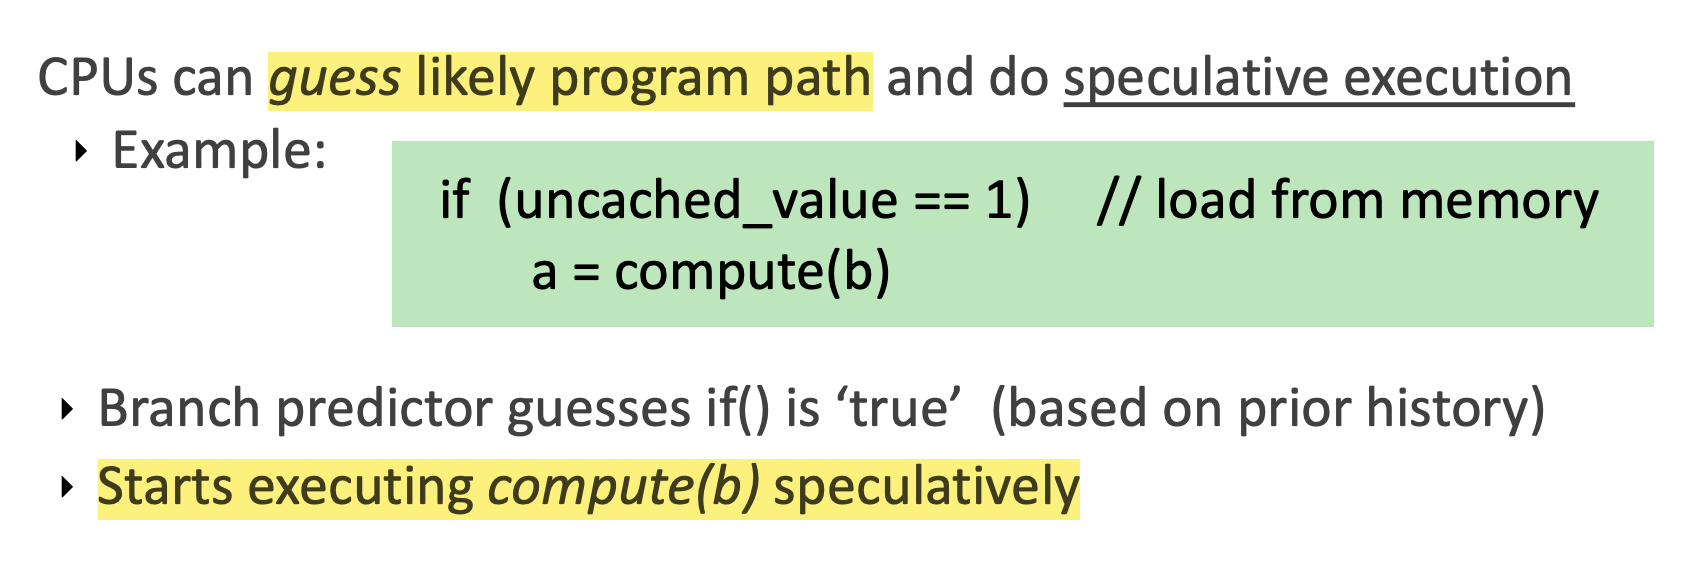 CPUs can guess likely program path and do speculative execution
‣ Example:
if (uncached_value == 1) // load from memory
a = compute(b)
‣ Branch predictor guesses if() is ‘true’ (based on prior history)
‣ Starts executing compute(b) speculatively